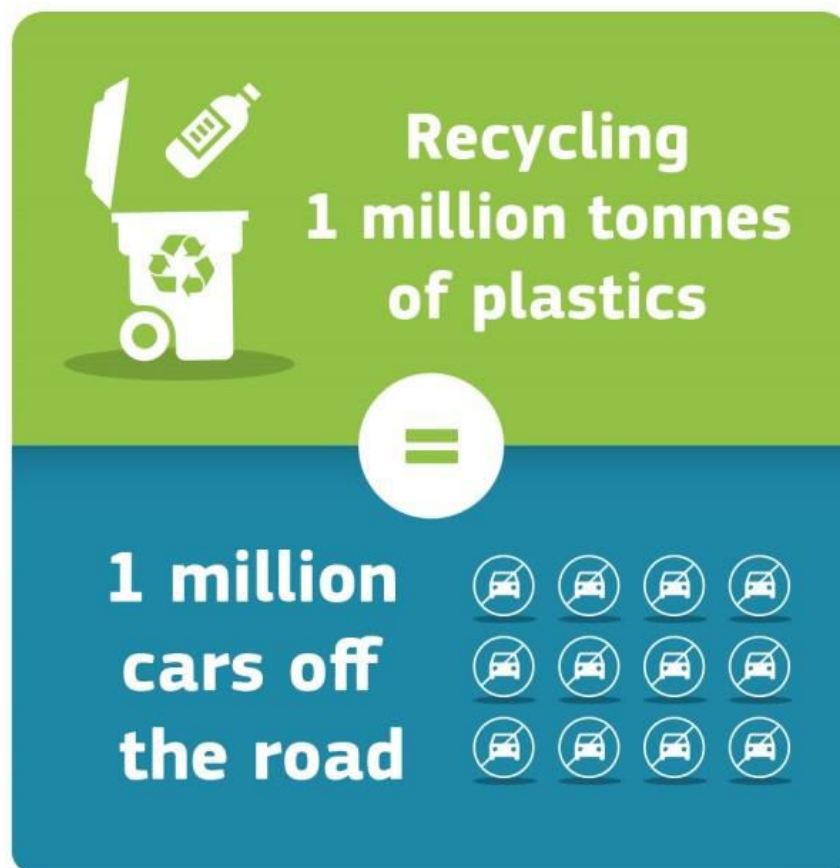 Recycling
1 million tonnes
of plastics
=
1 million
cars off
the road